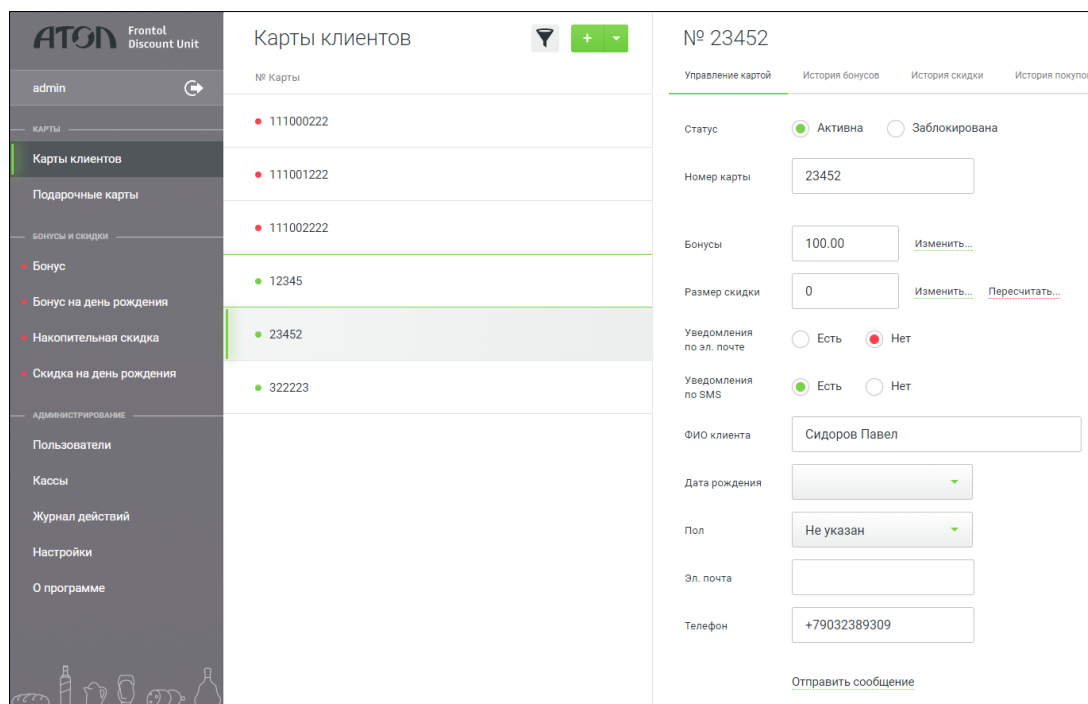 ATOL
Frontol
Discount Unit
admin
КАРТЫ
Карты клиентов
Подарочные карты
БОНУСЫ И СКИДКИ
Бонус
Бонус на день рождения
Накопительная скидка
Скидка на день рождения
АДМИНИСТРИРОВАНИЕ
Пользователи
Кассы
Журнал действий
Настройки
О программе
Карты клиентов
+
№ Карты
111000222
111001222
111002222
12345
23452
322223
№ 23452
Управление картой История бонусов История скидки История покупо
Статус Активна Заблокирована
Номер карты 23452
Бонусы 100.00 Изменить...
Размер скидки 0 Изменить... Пересчитать...
Уведомления
по эл. почте Есть Нет
Уведомления
по SMS Есть Нет
ФИО клиента Сидоров Павел
Дата рождения
Пол Не указан
Эл. почта
Телефон +79032389309
Отправить сообщение